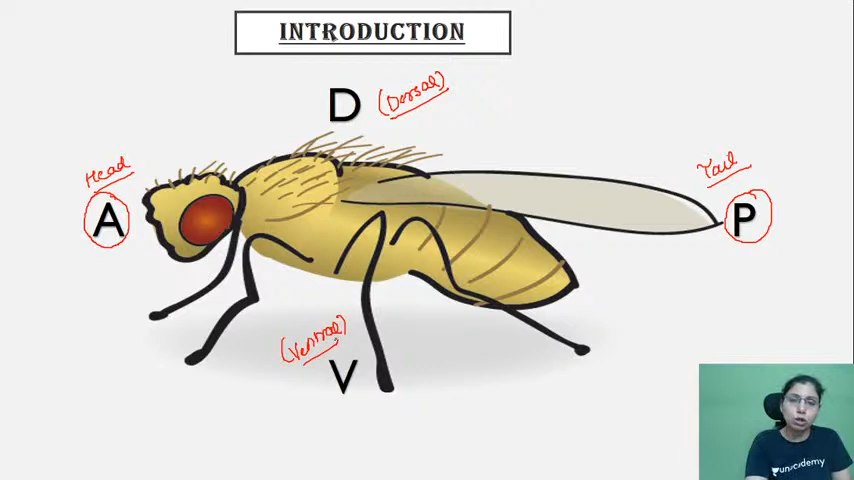 INTRODUCTION
D (Dorsal)
Head
A
Tail
P
(Ventral)
V
unacademy